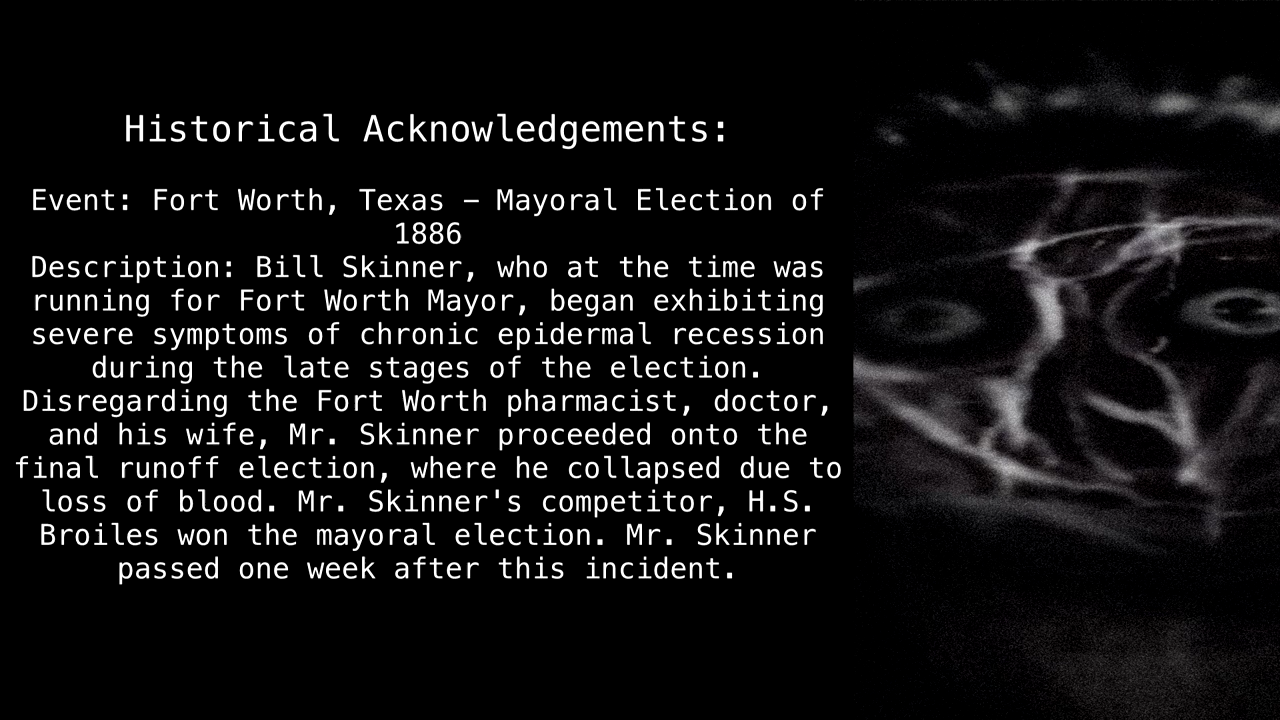 Historical Acknowledgements:
Event: Fort Worth, Texas – Mayoral Election of
1886
Description: Bill Skinner, who at the time was
running for Fort Worth Mayor, began exhibiting
severe symptoms of chronic epidermal recession
during the late stages of the election.
Disregarding the Fort Worth pharmacist, doctor,
and his wife, Mr. Skinner proceeded onto the
final runoff election, where he collapsed due to
loss of blood. Mr. Skinner's competitor, H.S.
Broiles won the mayoral election. Mr. Skinner
passed one week after this incident.